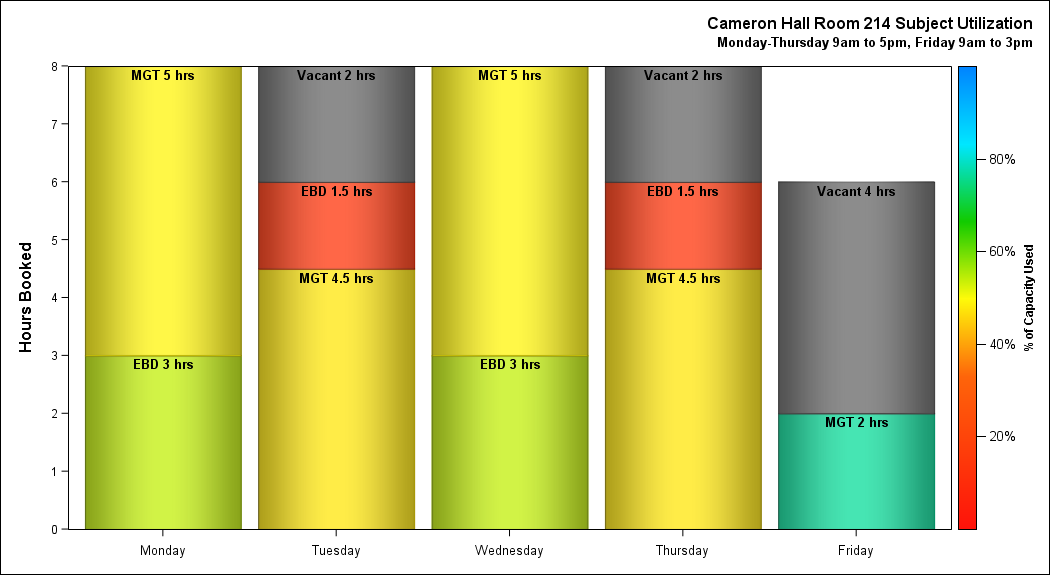 Cameron Hall Room 214 Subject Utilization
Monday-Thursday 9am to 5pm, Friday 9am to 3pm
Hours Booked
8
7
6
5
4
3
2
1
0
MGT 5 hrs
EBD 3 hrs
Vacant 2 hrs
EBD 1.5 hrs
MGT 4.5 hrs
MGT 5 hrs
EBD 3 hrs
Vacant 2 hrs
EBD 1.5 hrs
MGT 4.5 hrs
Vacant 4 hrs
MGT 2 hrs
Monday
Tuesday
Wednesday
Thursday
Friday
80%
60%
40%
20%
% of Capacity Used